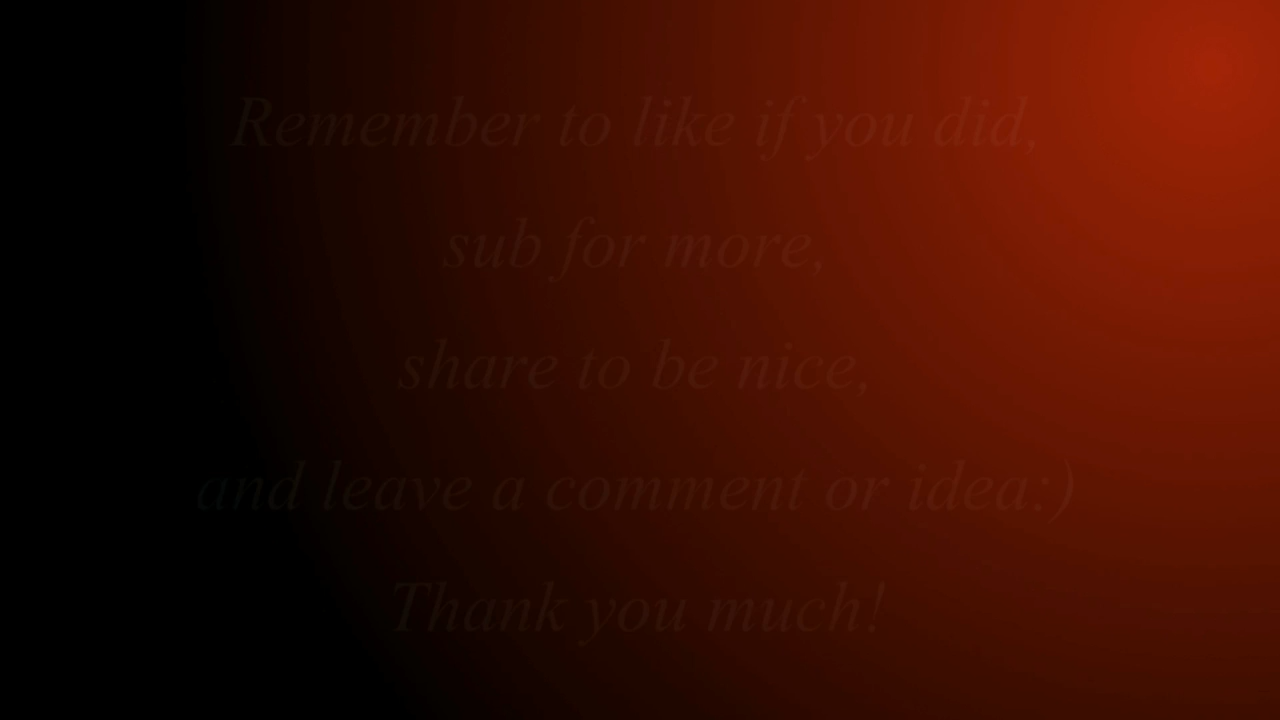 Remember to like if you did,
sub for more,
share to be nice,
and leave a comment or idea:)
Thank you much!